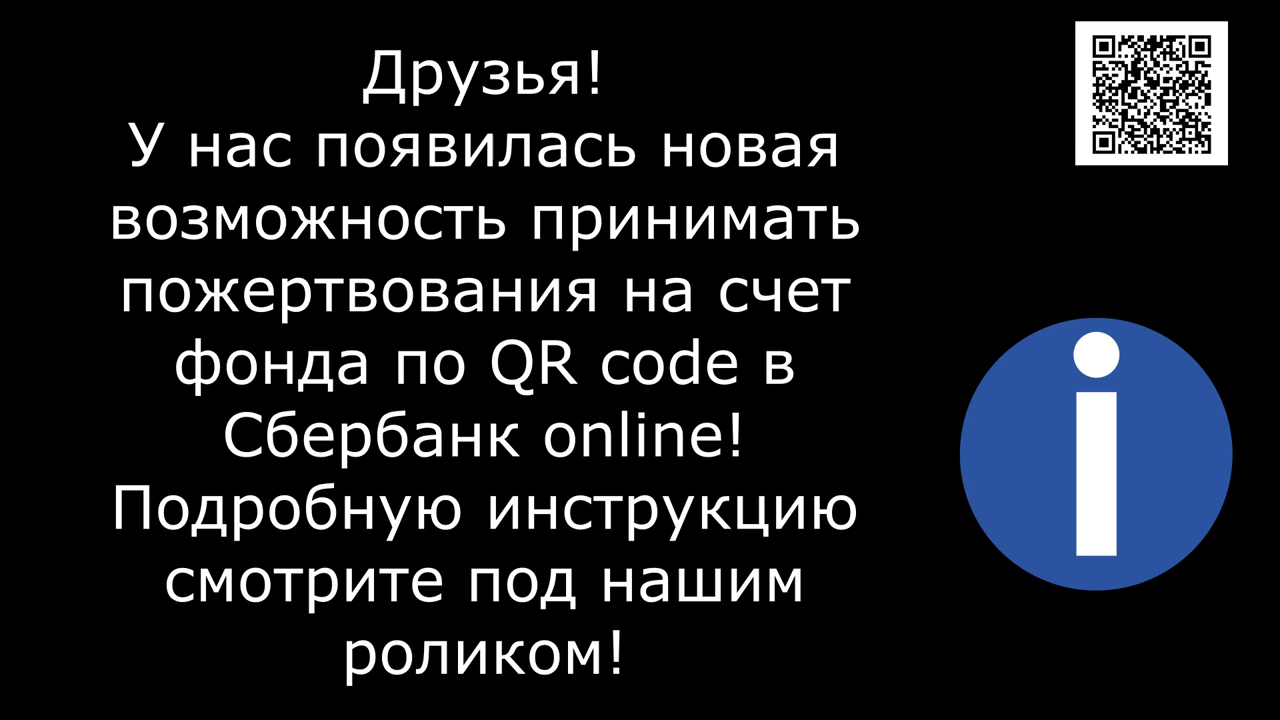 Друзья!
У нас появилась новая
возможность принимать
пожертвования на счет
фонда по QR code в
Сбербанк online!
Подробную инструкцию
смотрите под нашим
роликом!